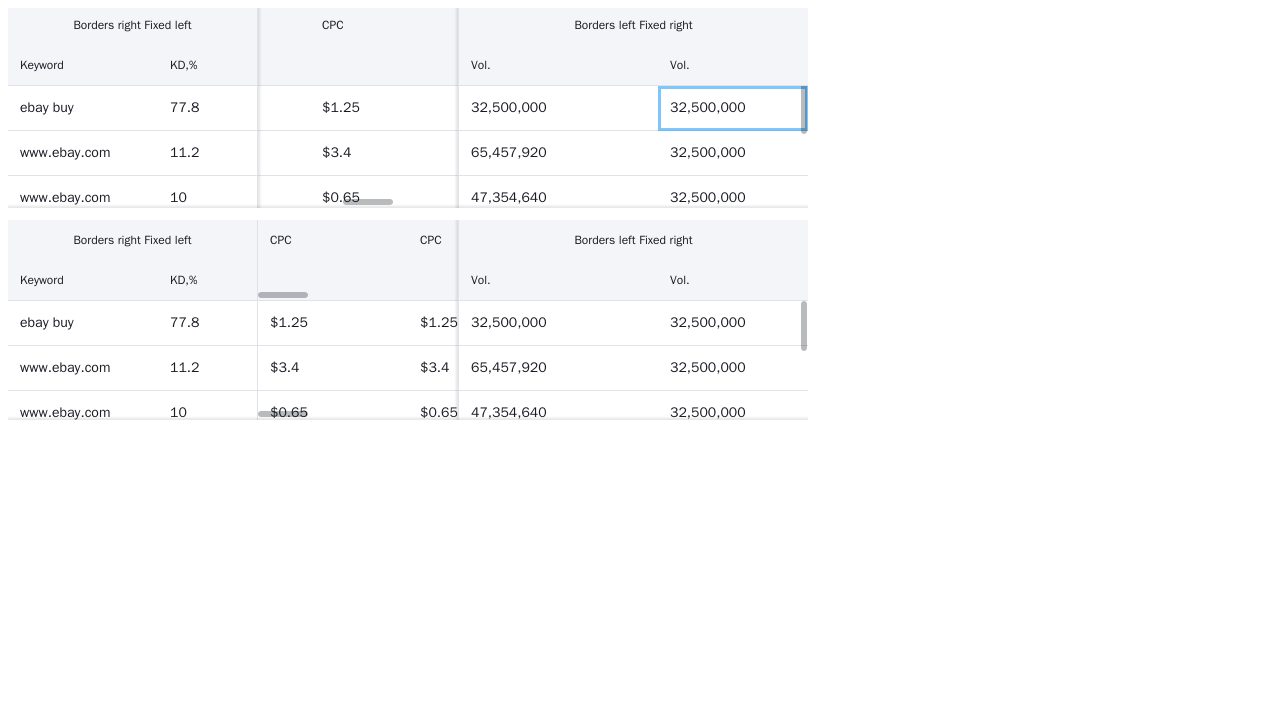 Borders right Fixed left CPC Borders left Fixed right
Keyword KD,% Vol. Vol.
ebay buy 77.8 $1.25 32,500,000 32,500,000
www.ebay.com 11.2 $3.4 65,457,920 32,500,000
www.ebay.com 10 $0.65 47,354,640 32,500,000
Borders right Fixed left CPC CPC Borders left Fixed right
Keyword KD,% Vol. Vol.
ebay buy 77.8 $1.25 $1.25 32,500,000 32,500,000
www.ebay.com 11.2 $3.4 $3.4 65,457,920 32,500,000
www.ebay.com 10 $0.65 $0.65 47,354,640 32,500,000